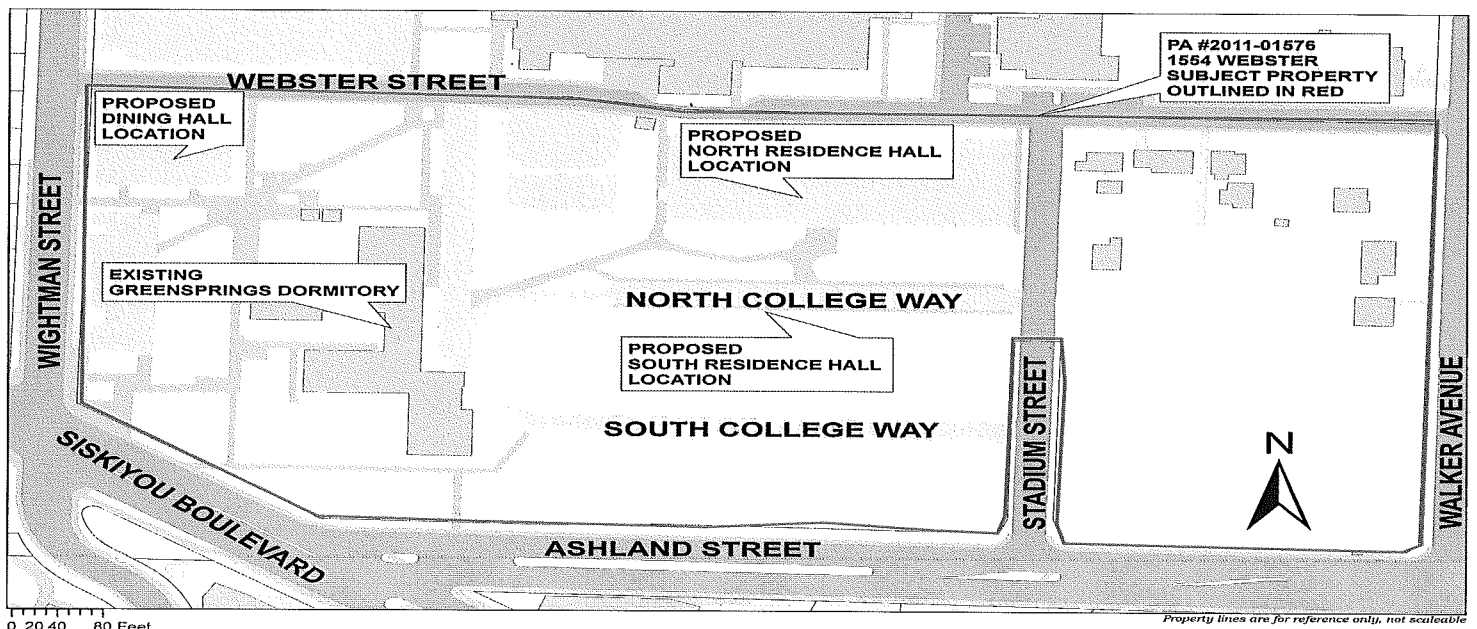 WEBSTER STREET
PA #2011-01576
1554 WEBSTER
SUBJECT PROPERTY
OUTLINED IN RED
PROPOSED
DINING HALL
LOCATION
PROPOSED
NORTH RESIDENCE HALL
LOCATION
WIGHTMAN STREET
EXISTING
GREENSPRINGS DORMITORY
NORTH COLLEGE WAY
PROPOSED
SOUTH RESIDENCE HALL
LOCATION
SOUTH COLLEGE WAY
STADIUM STREET
N
WALKER AVENUE
SISKIYOU BOULEVARD
ASHLAND STREET
0 20 40 80 Feet
Property lines are for reference only, not scaleable